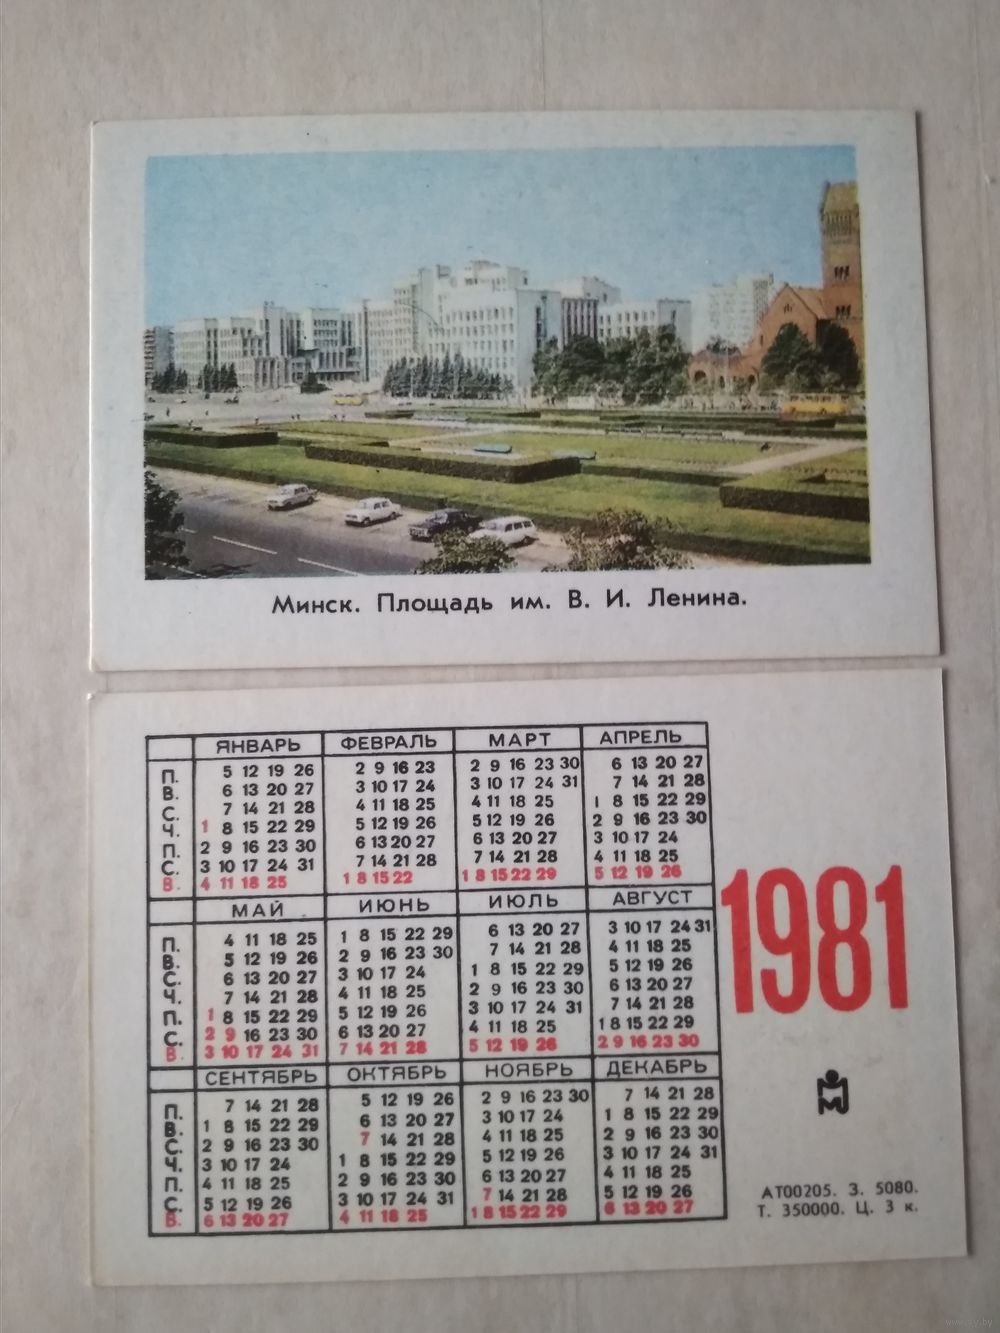 Минск. Площадь им. В. И. Ленина.
ЯНВАРЬ ФЕВРАЛЬ МАРТ АПРЕЛЬ
П. 5 12 19 26 2 9 16 23 2 9 16 23 30 6 13 20 27
В. 6 13 20 27 3 10 17 24 3 10 17 24 31 7 14 21 28
С. 7 14 21 28 4 11 18 25 4 11 18 25 1 8 15 22 29
Ч. 1 8 15 22 29 5 12 19 26 5 12 19 26 2 9 16 23 30
П. 2 9 16 23 30 6 13 20 27 6 13 20 27 3 10 17 24
С. 3 10 17 24 31 7 14 21 28 7 14 21 28 4 11 18 25
В. 4 11 18 25 1 8 15 22 1 8 15 22 29 5 12 19 26
МАЙ ИЮНЬ ИЮЛЬ АВГУСТ
П. 4 11 18 25 1 8 15 22 29 6 13 20 27 3 10 17 24 31
В. 5 12 19 26 2 9 16 23 30 7 14 21 28 4 11 18 25
С. 6 13 20 27 3 10 17 24 1 8 15 22 29 5 12 19 26
Ч. 7 14 21 28 4 11 18 25 2 9 16 23 30 6 13 20 27
П. 1 8 15 22 29 5 12 19 26 3 10 17 24 31 7 14 21 28
С. 2 9 16 23 30 6 13 20 27 4 11 18 25 1 8 15 22 29
В. 3 10 17 24 31 7 14 21 28 5 12 19 26 2 9 16 23 30
СЕНТЯБРЬ ОКТЯБРЬ НОЯБРЬ ДЕКАБРЬ
П. 7 14 21 28 5 12 19 26 2 9 16 23 30 7 14 21 28
В. 1 8 15 22 29 6 13 20 27 3 10 17 24 1 8 15 22 29
С. 2 9 16 23 30 7 14 21 28 4 11 18 25 2 9 16 23 30
Ч. 3 10 17 24 1 8 15 22 29 5 12 19 26 3 10 17 24 31
П. 4 11 18 25 2 9 16 23 30 6 13 20 27 4 11 18 25
С. 5 12 19 26 3 10 17 24 31 7 14 21 28 5 12 19 26
В. 6 13 20 27 4 11 18 25 1 8 15 22 29 6 13 20 27
1981
АТ00205. З. 5080.
Т. 350000. Ц. 3 к.